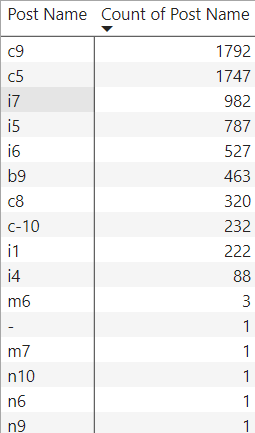 Post Name Count of Post Name
c9 1792
c5 1747
i7 982
i5 787
i6 527
b9 463
c8 320
c-10 232
i1 222
i4 88
m6 3
- 1
m7 1
n10 1
n6 1
n9 1